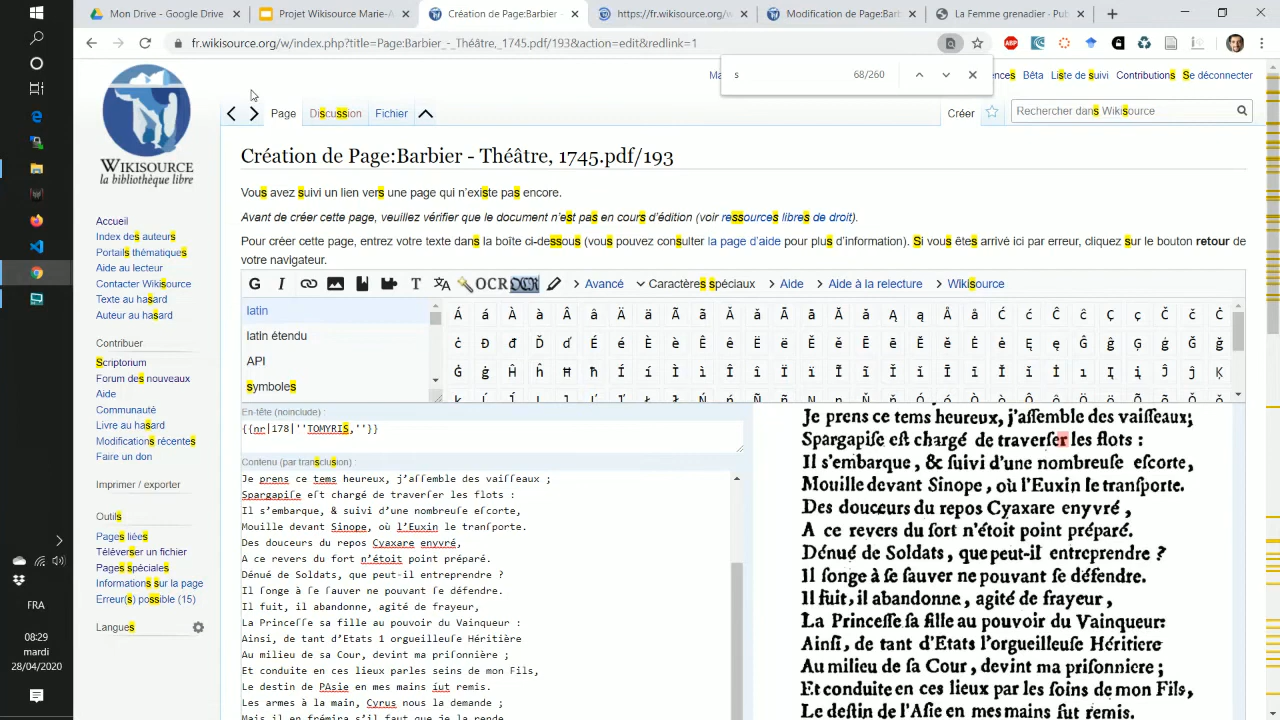 Mon Drive - Google Drive
Projet Wikisource Marie-A
Création de Page:Barbier -
https://fr.wikisource.org/w/inde
Modification de Page:Barb
La Femme grenadier - Pu
fr.wikisource.org/w/index.php?title=Page:Barbier_-_Théâtre,_1745.pdf/193&action=edit&redlink=1
s 68/260
Bêta Liste de suivi Contributions Se déconnecter
WIKISOURCE
la bibliothèque libre
Page Discussion Fichier Créer Rechercher dans Wikisource
Création de Page:Barbier - Théâtre, 1745.pdf/193
Vous avez suivi un lien vers une page qui n'existe pas encore.
Avant de créer cette page, veuillez vérifier que le document n'est pas en cours d'édition (voir ressources libres de droit).
Pour créer cette page, entrez votre texte dans la boîte ci-dessous (vous pouvez consulter la page d'aide pour plus d'information). Si vous êtes arrivé ici par erreur, cliquez sur le bouton retour de
votre navigateur.
Accueil
Index des auteurs
Portails thématiques
Aide au lecteur
Contacter Wikisource
Texte au hasard
Auteur au hasard
Contribuer
Scriptorium
Forum des nouveaux
Aide
Communauté
Livre au hasard
Modifications récentes
Faire un don
Imprimer / exporter
Outils
Pages liées
Téléverser un fichier
Pages spéciales
Informations sur la page
Erreur(s) possible (15)
Langues
G I T OCR Avancé Caractères spéciaux Aide Aide à la relecture Wikisource
latin
latin étendu
API
symboles
Á á À à Â â Ä ä Ã ã Ǎ ǎ Ā ā Ă ă Ą ą Å å Ć ć Ĉ ĉ Ç ç Č č Ċ
ċ Đ đ Ď ď É é È è Ê ê Ë ë Ě ě Ē ē Ĕ ĕ Ė ė Ę ę Ĝ ĝ Ģ ģ Ğ ğ
En-tête (noinclude) :
{{nr|178|''TOMYRIS,''}}
Contenu (par transclusion) :
Je prens ce tems heureux, j'aſſemble des vaiſſeaux ;
Spargapiſe eſt chargé de traverſer les flots :
Il s'embarque, & ſuivi d'une nombreuſe eſcorte,
Mouille devant Sinope, où l'Euxin le tranſporte.
Des douceurs du repos Cyaxare enyvré,
A ce revers du fort n'étoit point préparé.
Dénué de Soldats, que peut-il entreprendre ?
Il ſonge à ſe ſauver ne pouvant ſe défendre.
Il fuit, il abandonne, agité de frayeur,
La Princeſſe sa fille au pouvoir du Vainqueur :
Ainsi, de tant d'Etats 1 orgueilleuſe Héritière
Au milieu de sa Cour, devint ma priſonnière ;
Et conduite en ces lieux parles seins de mon Fils,
Le destin de PAsie en mes mains iut remis.
Les armes à la main, Cyrus nous la demande ;
Mais il en frémira s'il faut que je la rende
Je prens ce tems heureux, j'aſſemble des vaiſſeaux;
Spargapiſe eſt chargé de traverſer les flots :
Il s'embarque, & ſuivi d'une nombreuſe eſcorte,
Mouille devant Sinope, où l'Euxin le tranſporte.
Des douceurs du repos Cyaxare enyvré,
A ce revers du ſort n'étoit point préparé.
Dénué de Soldats, que peut-il entreprendre ?
Il ſonge à ſe ſauver ne pouvant ſe défendre.
Il fuit, il abandonne, agité de frayeur,
La Princeſſe ſa fille au pouvoir du Vainqueur:
Ainſi, de tant d'Etats l'orgueilleuſe Héritiere
Au milieu de ſa Cour, devint ma priſonniere ;
Et conduite en ces lieux par les ſoins de mon Fils,
Le deſtin de l'Aſie en mes mains fut remis.
FRA
08:29
mardi
28/04/2020